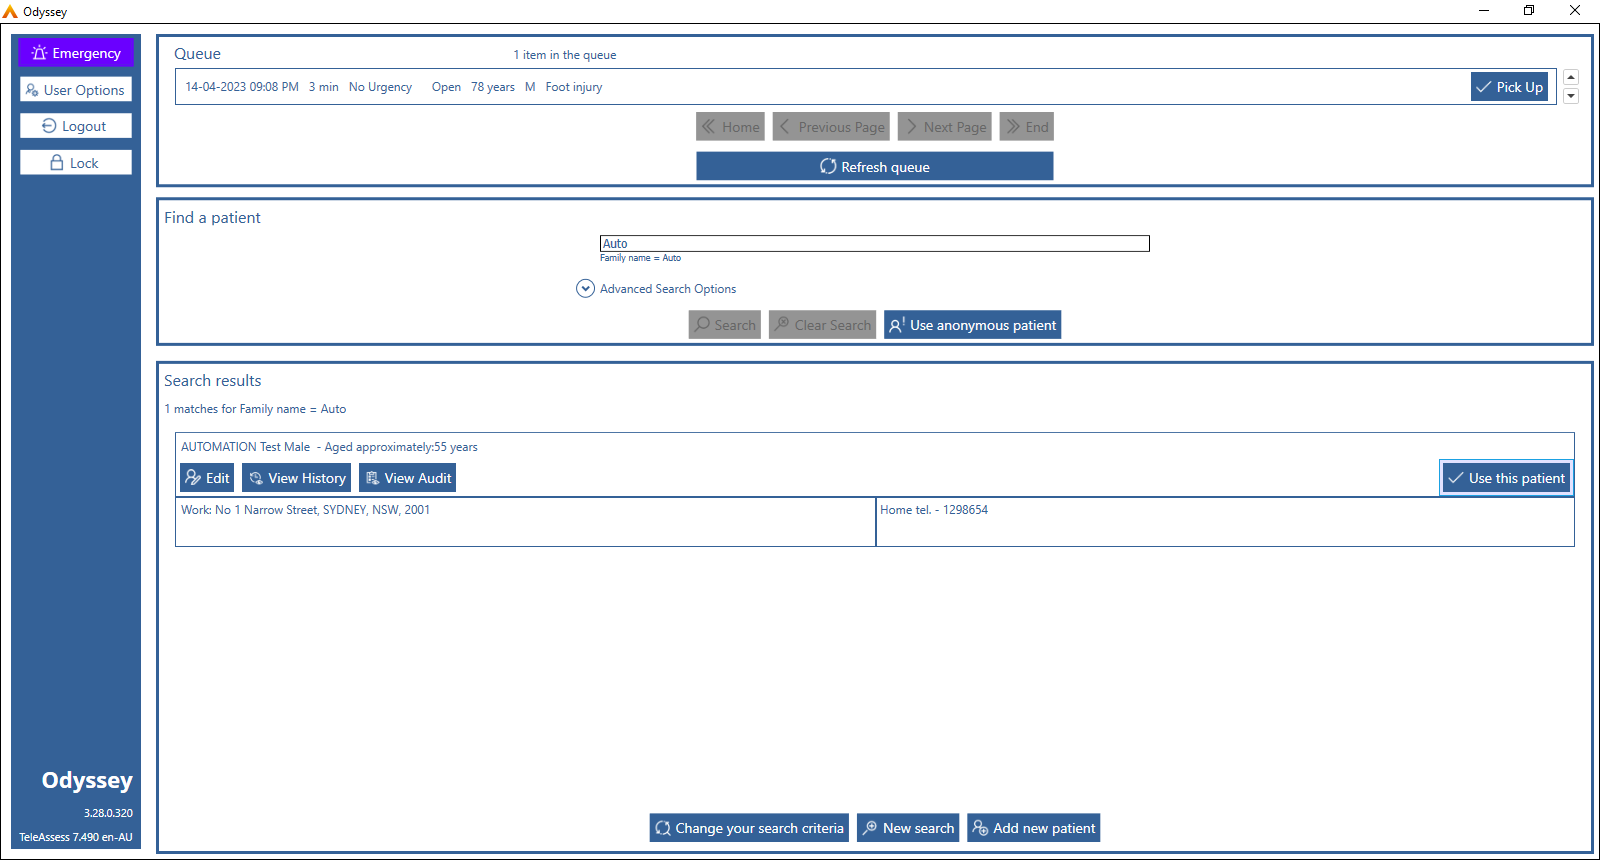 Odyssey
Emergency
User Options
Logout
Lock
Queue
1 item in the queue
14-04-2023 09:08 PM 3 min No Urgency Open 78 years M Foot injury
Pick Up
Home Previous Page Next Page End
Refresh queue
Find a patient
Auto
Family name = Auto
Advanced Search Options
Search Clear Search Use anonymous patient
Search results
1 matches for Family name = Auto
AUTOMATION Test Male - Aged approximately:55 years
Edit View History View Audit
Use this patient
Work: No 1 Narrow Street, SYDNEY, NSW, 2001
Home tel. - 1298654
Change your search criteria New search Add new patient
Odyssey
3.28.0.320
TeleAssess 7.490 en-AU